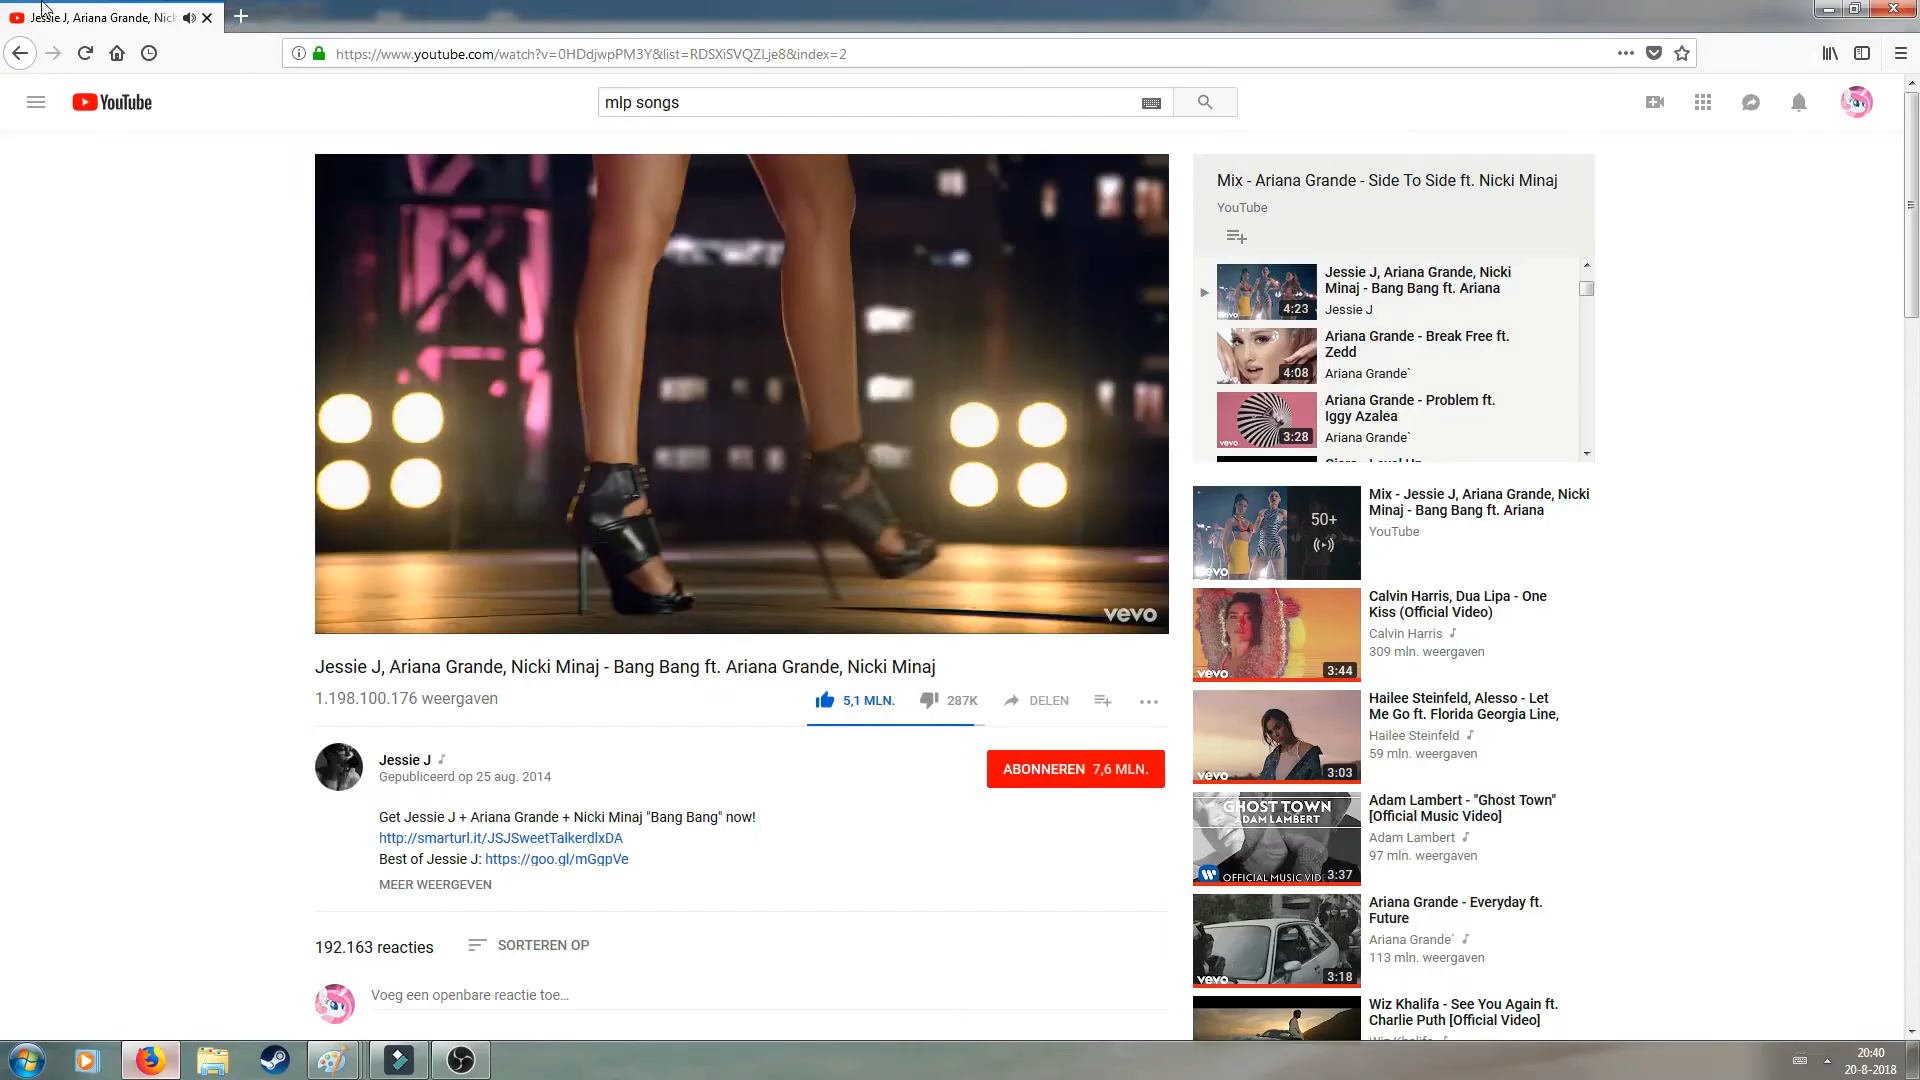 Jessie J, Ariana Grande, Nick
https://www.youtube.com/watch?v=0HDdjwpPM3Y&list=RDSXiSVQZLje8&index=2
YouTube
mlp songs
vevo
Jessie J, Ariana Grande, Nicki Minaj - Bang Bang ft. Ariana Grande, Nicki Minaj
1.198.100.176 weergaven
5,1 MLN.
287K
DELEN
Jessie J
Gepubliceerd op 25 aug. 2014
ABONNEREN 7,6 MLN.
Get Jessie J + Ariana Grande + Nicki Minaj "Bang Bang" now!
http://smarturl.it/JSJSweetTalkerdlxDA
Best of Jessie J: https://goo.gl/mGgpVe
MEER WEERGEVEN
192.163 reacties
SORTEREN OP
Voeg een openbare reactie toe...
Mix - Ariana Grande - Side To Side ft. Nicki Minaj
YouTube
Jessie J, Ariana Grande, Nicki
Minaj - Bang Bang ft. Ariana
Jessie J
4:23
Ariana Grande - Break Free ft.
Zedd
Ariana Grande`
4:08
Ariana Grande - Problem ft.
Iggy Azalea
Ariana Grande`
3:28
vevo
Mix - Jessie J, Ariana Grande, Nicki
Minaj - Bang Bang ft. Ariana
YouTube
50+
vevo
Calvin Harris, Dua Lipa - One
Kiss (Official Video)
Calvin Harris
309 mln. weergaven
3:44
vevo
Hailee Steinfeld, Alesso - Let
Me Go ft. Florida Georgia Line,
Hailee Steinfeld
59 mln. weergaven
3:03
vevo
GHOST TOWN
ADAM LAMBERT
OFFICIAL MUSIC VID
3:37
Adam Lambert - "Ghost Town"
[Official Music Video]
Adam Lambert
97 mln. weergaven
Ariana Grande - Everyday ft.
Future
Ariana Grande`
113 mln. weergaven
3:18
vevo
Wiz Khalifa - See You Again ft.
Charlie Puth [Official Video]
20:40
20-8-2018